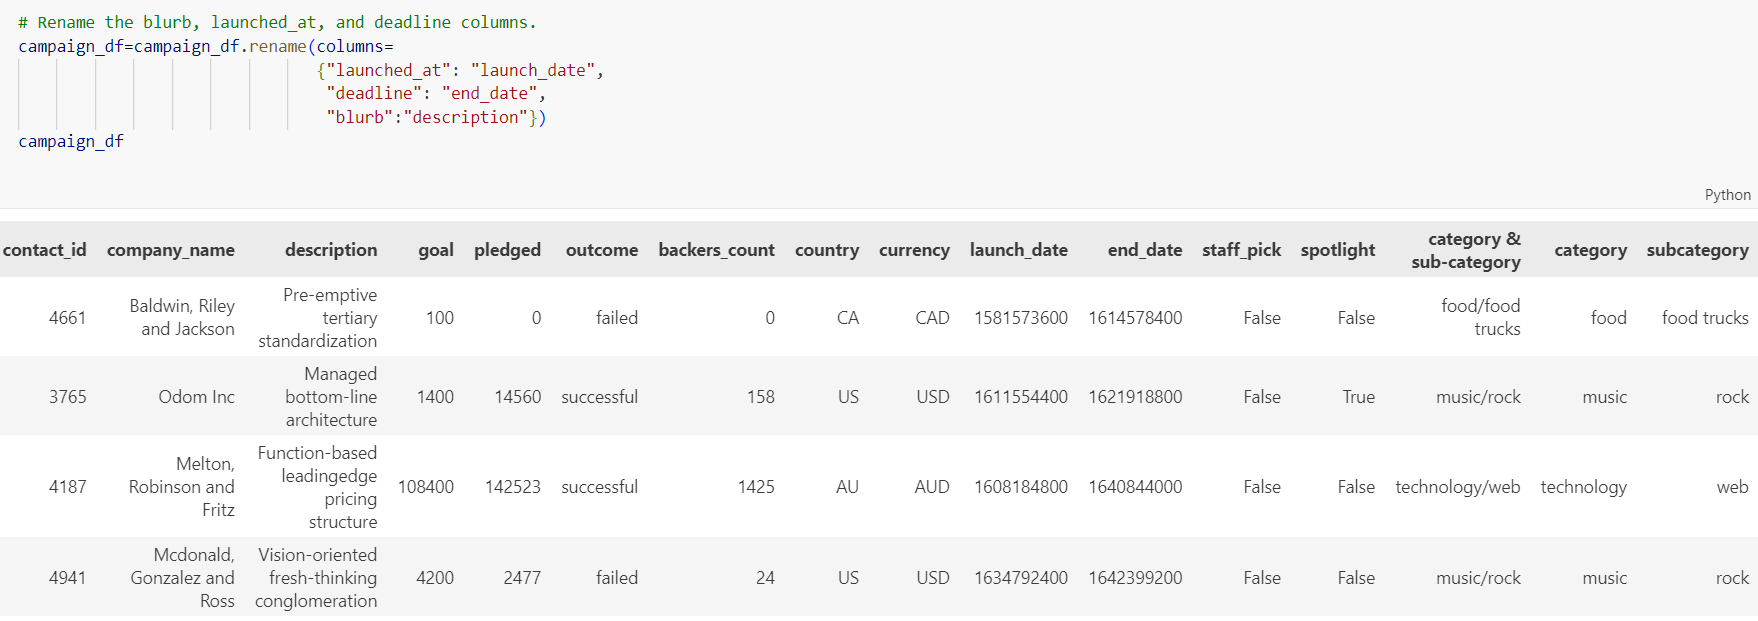 # Rename the blurb, launched_at, and deadline columns.
campaign_df=campaign_df.rename(columns=
{"launched_at": "launch_date",
"deadline": "end_date",
"blurb":"description"})
campaign_df
Python
contact_id company_name description goal pledged outcome backers_count country currency launch_date end_date staff_pick spotlight category & sub-category category subcategory
4661 Baldwin, Riley and Jackson Pre-emptive tertiary standardization 100 0 failed 0 CA CAD 1581573600 1614578400 False False food/food trucks food food trucks
3765 Odom Inc Managed bottom-line architecture 1400 14560 successful 158 US USD 1611554400 1621918800 False True music/rock music rock
4187 Melton, Robinson and Fritz Function-based leadingedge pricing structure 108400 142523 successful 1425 AU AUD 1608184800 1640844000 False False technology/web technology web
4941 Mcdonald, Gonzalez and Ross Vision-oriented fresh-thinking conglomeration 4200 2477 failed 24 US USD 1634792400 1642399200 False False music/rock music rock